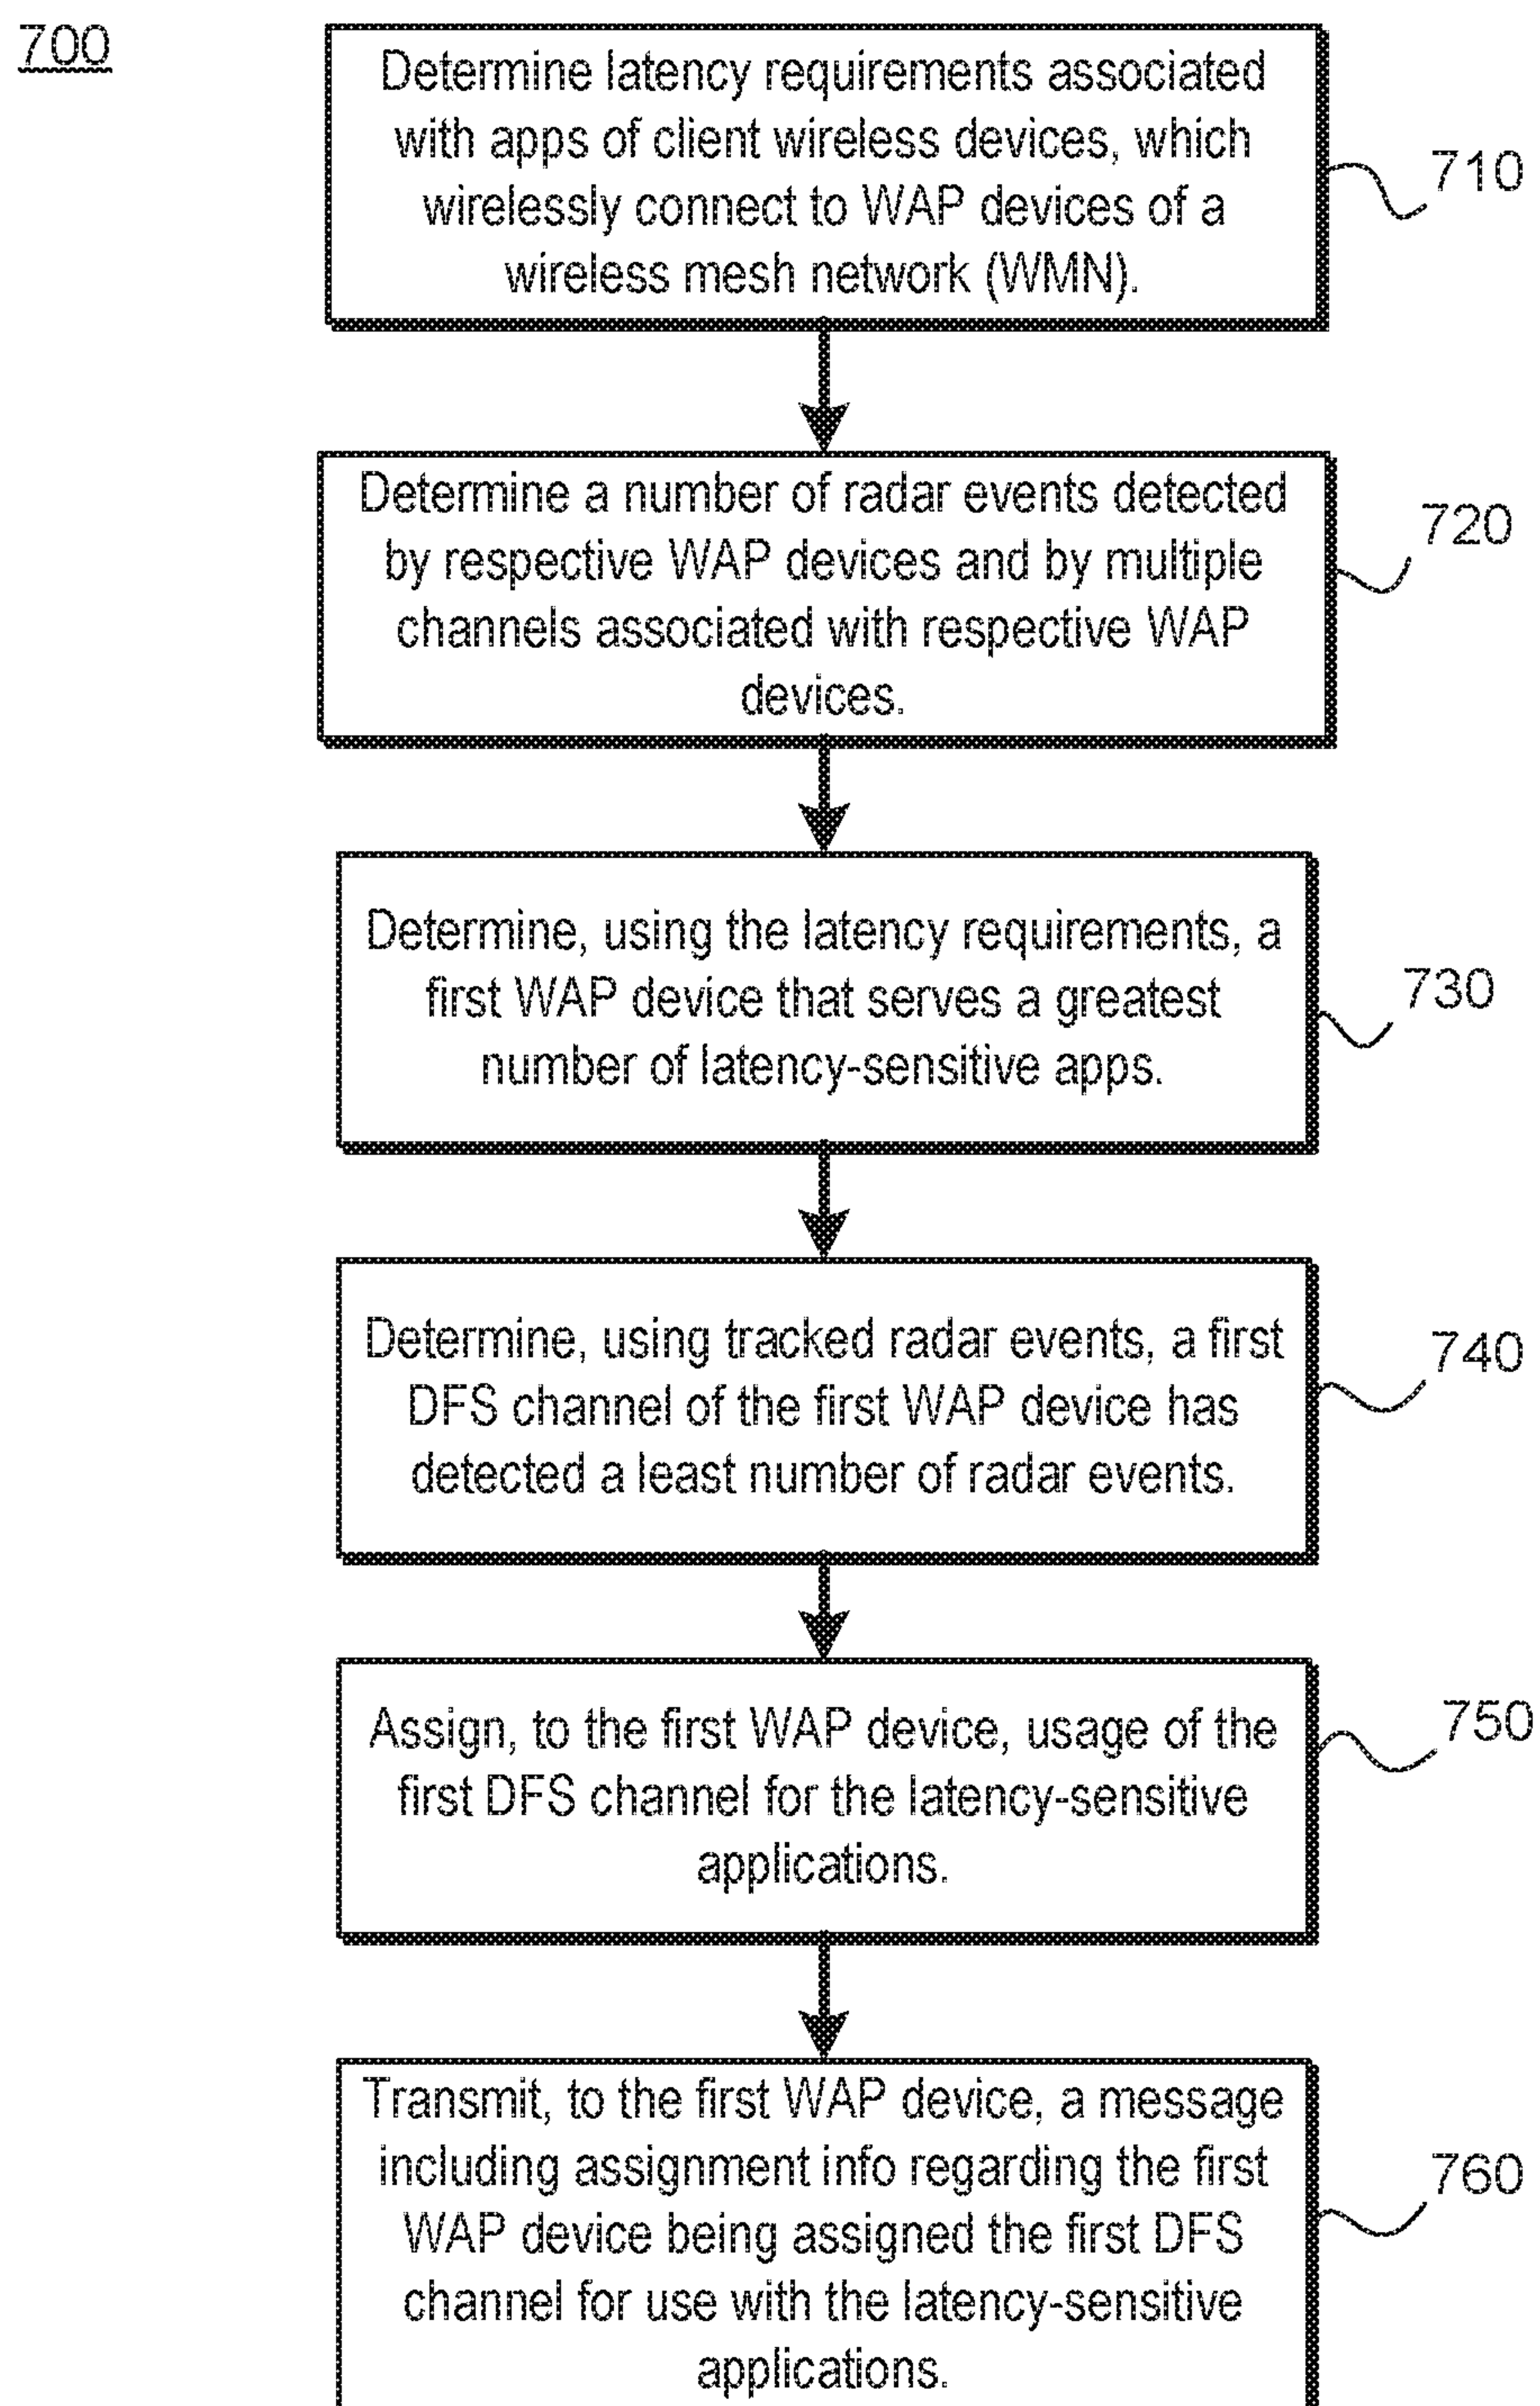 700
Determine latency requirements associated
with apps of client wireless devices, which
wirelessly connect to WAP devices of a
wireless mesh network (WMN).
710
Determine a number of radar events detected
by respective WAP devices and by multiple
channels associated with respective WAP
devices.
720
Determine, using the latency requirements, a
first WAP device that serves a greatest
number of latency-sensitive apps.
730
Determine, using tracked radar events, a first
DFS channel of the first WAP device has
detected a least number of radar events.
740
Assign, to the first WAP device, usage of the
first DFS channel for the latency-sensitive
applications.
750
Transmit, to the first WAP device, a message
including assignment info regarding the first
WAP device being assigned the first DFS
channel for use with the latency-sensitive
applications.
760